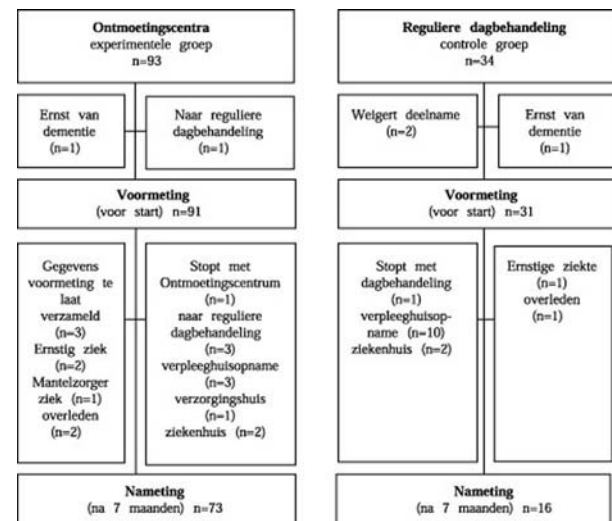 Ontmoetingscentra
experimentele groep
n=93
Ernst van
dementie
(n=1)
Naar reguliere
dagbehandeling
(n=1)
Voormeting
(voor start) n=91
Gegevens
voormeting te
laat
verzameld
(n=3)
Ernstig ziek
(n=2)
Mantelzorger
ziek (n=1)
overleden
(n=2)
Stopt met
Ontmoetingscentrum
(n=1)
naar reguliere
dagbehandeling
(n=3)
verpleeghuisopname
(n=3)
verzorgingshuis
(n=1)
ziekenhuis (n=2)
Nameting
(na 7 maanden) n=73
Reguliere dagbehandeling
controle groep
n=34
Weigert deelname
(n=2)
Ernst van
dementie
(n=1)
Voormeting
(voor start) n=31
Stopt met
dagbehandeling
(n=1)
verpleeghuisop-
name (n=10)
ziekenhuis (n=2)
Ernstige ziekte
(n=1)
overleden
(n=1)
Nameting
(na 7 maanden) n=16